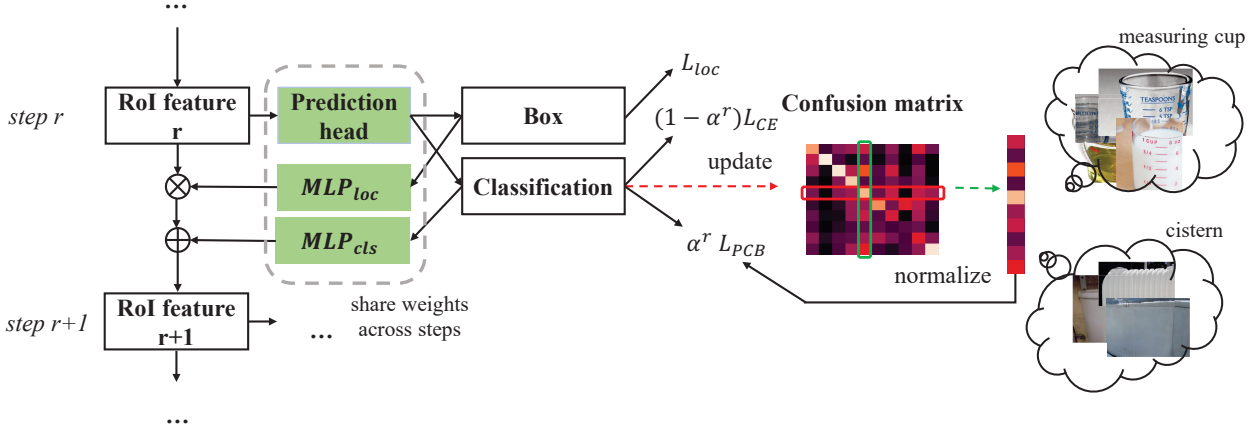 ...
step r
RoI feature
r
Prediction
head
Box
Classification
MLP_loc
MLP_cls
L_loc
(1 − α^r)L_CE
α^r L_PCB
update
Confusion matrix
normalize
measuring cup
TEASPOONS
cistern
step r+1
RoI feature
r+1
...
share weights
across steps
...